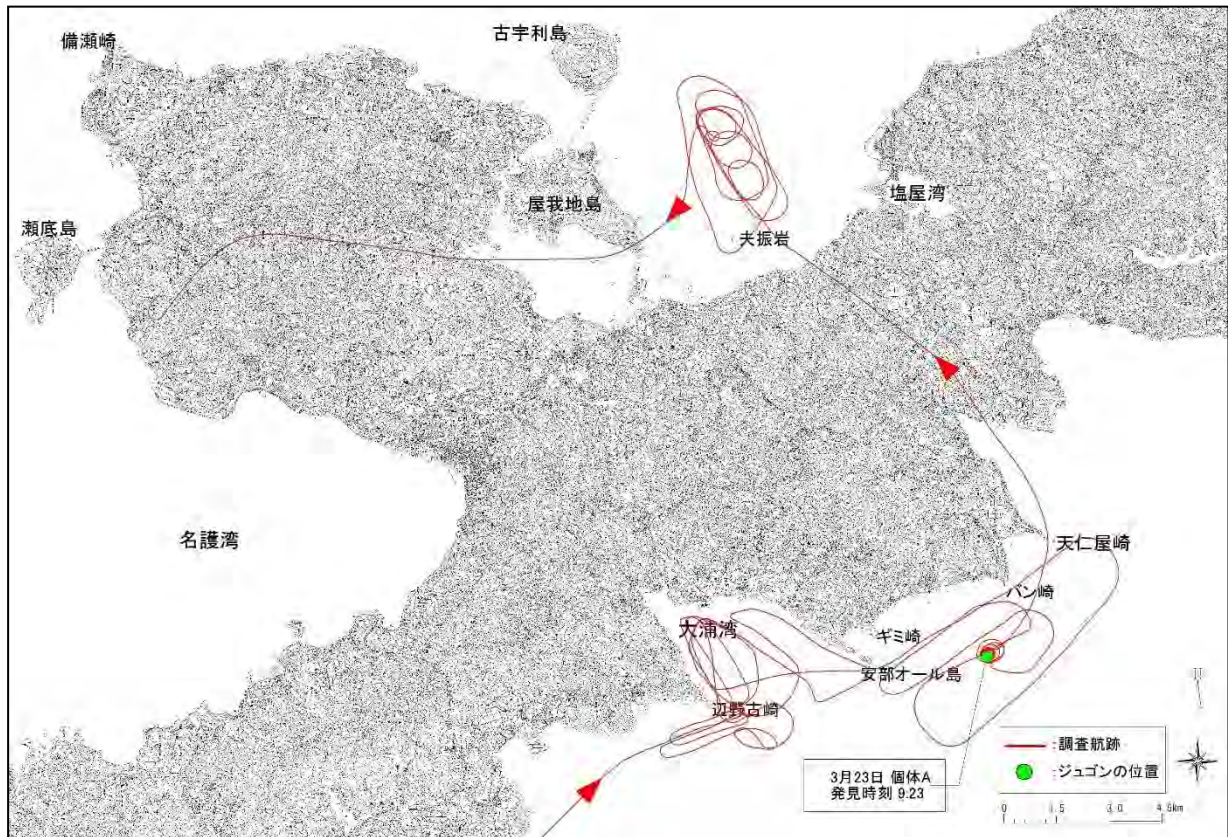 古宇利島
備瀬崎
塩屋湾
屋我地島
瀬底島
夫振岩
名護湾
天仁屋崎
バン崎
ギミ崎
大浦湾
安部オール島
辺野古崎
:調査航跡
:ジュゴンの位置
3月23日 個体A
発見時刻 9:23
0 1.5 3.0 4.5km